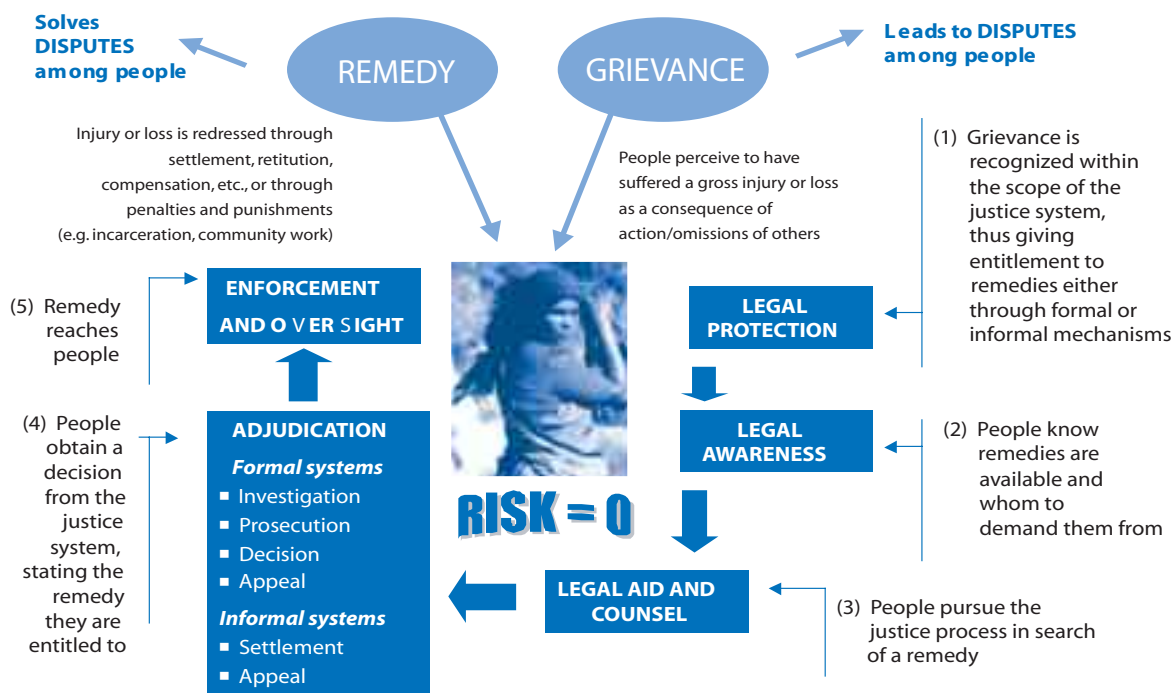 Solves
DISPUTES
among people
REMEDY
GRIEVANCE
Leads to DISPUTES
among people
Injury or loss is redressed through
settlement, retitution,
compensation, etc., or through
penalties and punishments
(e.g. incarceration, community work)
People perceive to have
suffered a gross injury or loss
as a consequence of
action/omissions of others
(1) Grievance is
recognized within
the scope of the
justice system,
thus giving
entitlement to
remedies either
through formal or
informal mechanisms
ENFORCEMENT
AND OVERSIGHT
(5) Remedy
reaches
people
LEGAL
PROTECTION
(4) People
obtain a
decision
from the
justice
system,
stating the
remedy
they are
entitled to
ADJUDICATION
Formal systems
■ Investigation
■ Prosecution
■ Decision
■ Appeal
Informal systems
■ Settlement
■ Appeal
LEGAL
AWARENESS
(2) People know
remedies are
available and
whom to
demand them from
RISK = 0
LEGAL AID AND
COUNSEL
(3) People pursue the
justice process in search
of a remedy